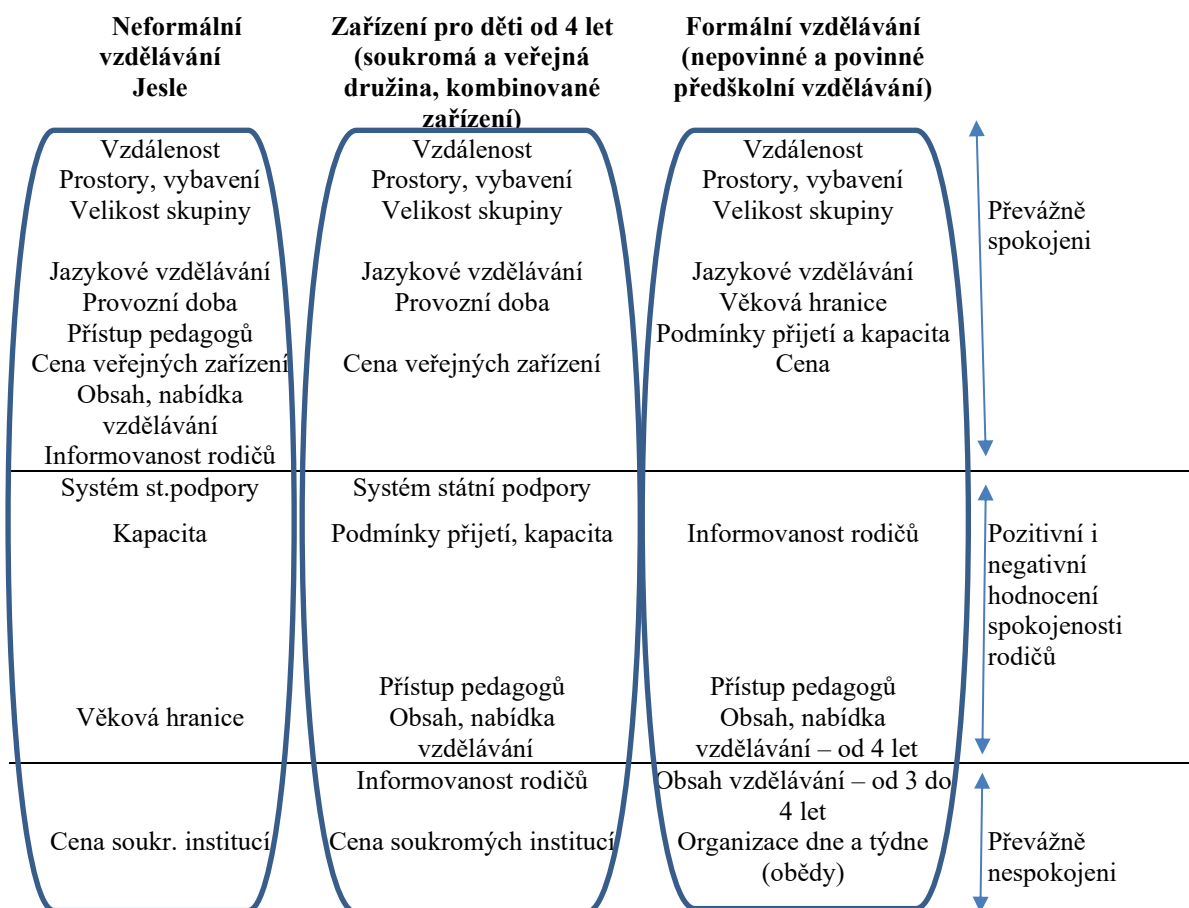 Neformální
vzdělávání
Jesle
Zařízení pro děti od 4 let
(soukromá a veřejná
družina, kombinované
zařízení)
Formální vzdělávání
(nepovinné a povinné
předškolní vzdělávání)
Vzdálenost
Prostory, vybavení
Velikost skupiny
Jazykové vzdělávání
Provozní doba
Přístup pedagogů
Cena veřejných zařízení
Obsah, nabídka
vzdělávání
Informovanost rodičů
Vzdálenost
Prostory, vybavení
Velikost skupiny
Jazykové vzdělávání
Provozní doba
Cena veřejných zařízení
Vzdálenost
Prostory, vybavení
Velikost skupiny
Jazykové vzdělávání
Věková hranice
Podmínky přijetí a kapacita
Cena
Převážně
spokojeni
Systém st.podpory
Kapacita
Věková hranice
Systém státní podpory
Podmínky přijetí, kapacita
Přístup pedagogů
Obsah, nabídka
vzdělávání
Informovanost rodičů
Přístup pedagogů
Obsah, nabídka
vzdělávání – od 4 let
Pozitivní i
negativní
hodnocení
spokojenosti
rodičů
Cena soukr. institucí
Informovanost rodičů
Cena soukromých institucí
Obsah vzdělávání – od 3 do
4 let
Organizace dne a týdne
(obědy)
Převážně
nespokojeni